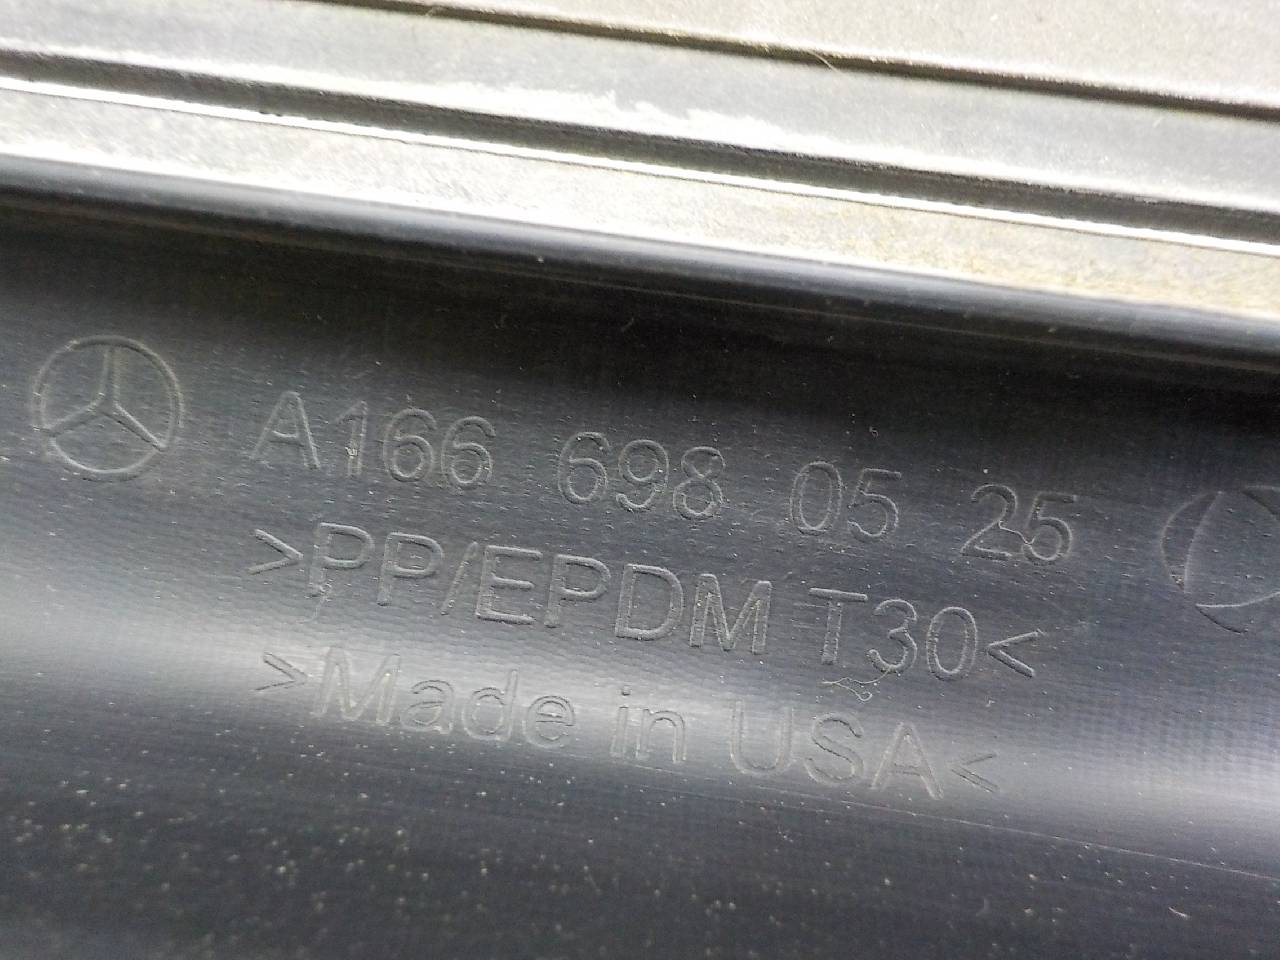 A166 698 05 25
>PP/EPDM T30<
>Made in USA<